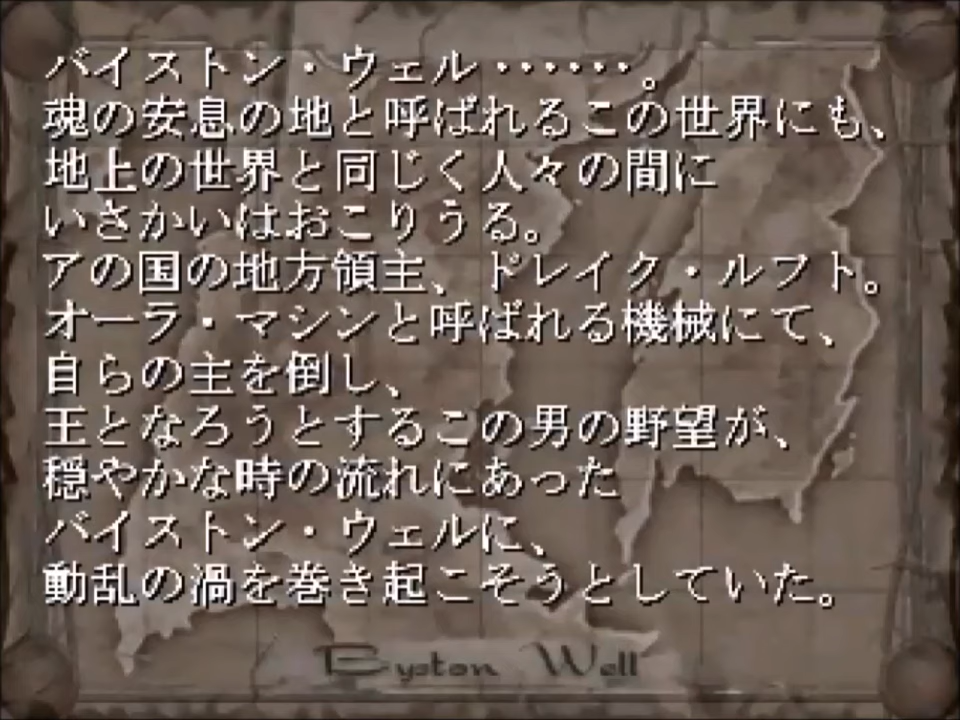 バイストン・ウェル・・・・・・。
魂の安息の地と呼ばれるこの世界にも、
地上の世界と同じく人々の間に
いさかいはおこりうる。
アの国の地方領主、ドレイク・ルフト。
オーラ・マシンと呼ばれる機械にて、
自らの主を倒し、
王となろうとするこの男の野望が、
穏やかな時の流れにあった
バイストン・ウェルに、
動乱の渦を巻き起こそうとしていた。
Byston Well